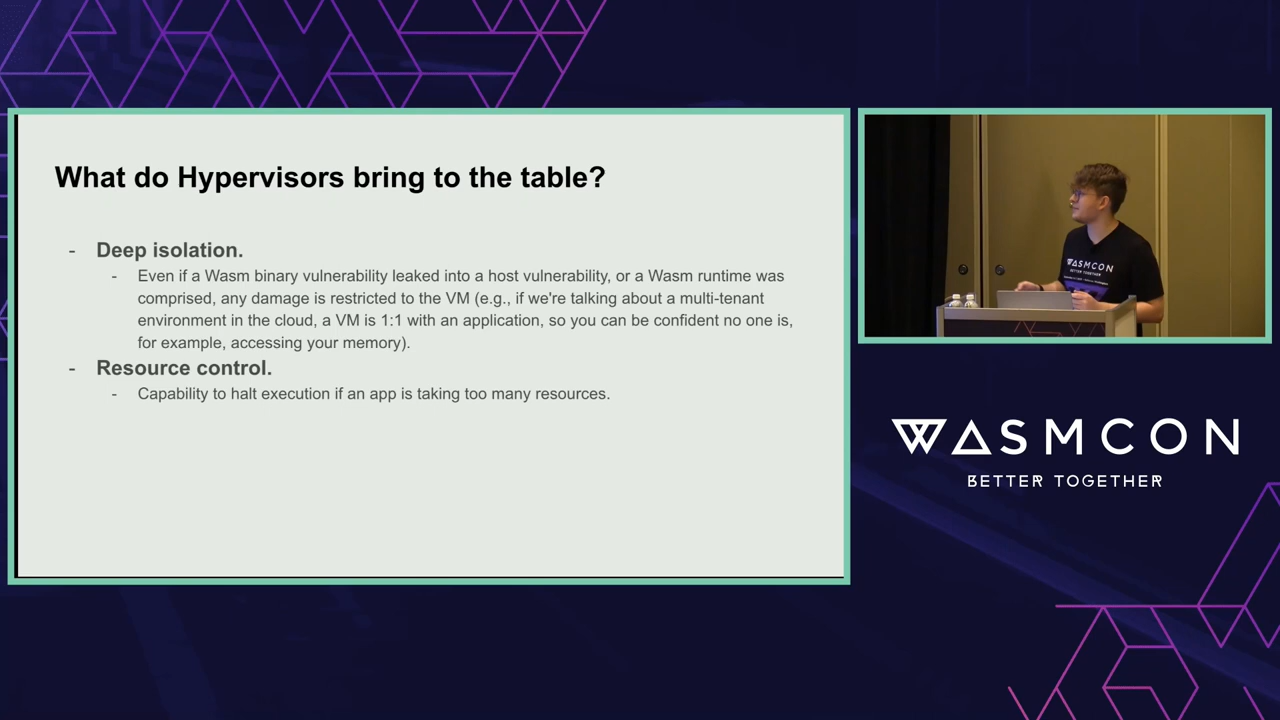 What do Hypervisors bring to the table?
- Deep isolation.
- Even if a Wasm binary vulnerability leaked into a host vulnerability, or a Wasm runtime was
comprised, any damage is restricted to the VM (e.g., if we're talking about a multi-tenant
environment in the cloud, a VM is 1:1 with an application, so you can be confident no one is,
for example, accessing your memory).
- Resource control.
- Capability to halt execution if an app is taking too many resources.
WASMCON
BETTER TOGETHER
WASMCON
BETTER TOGETHER